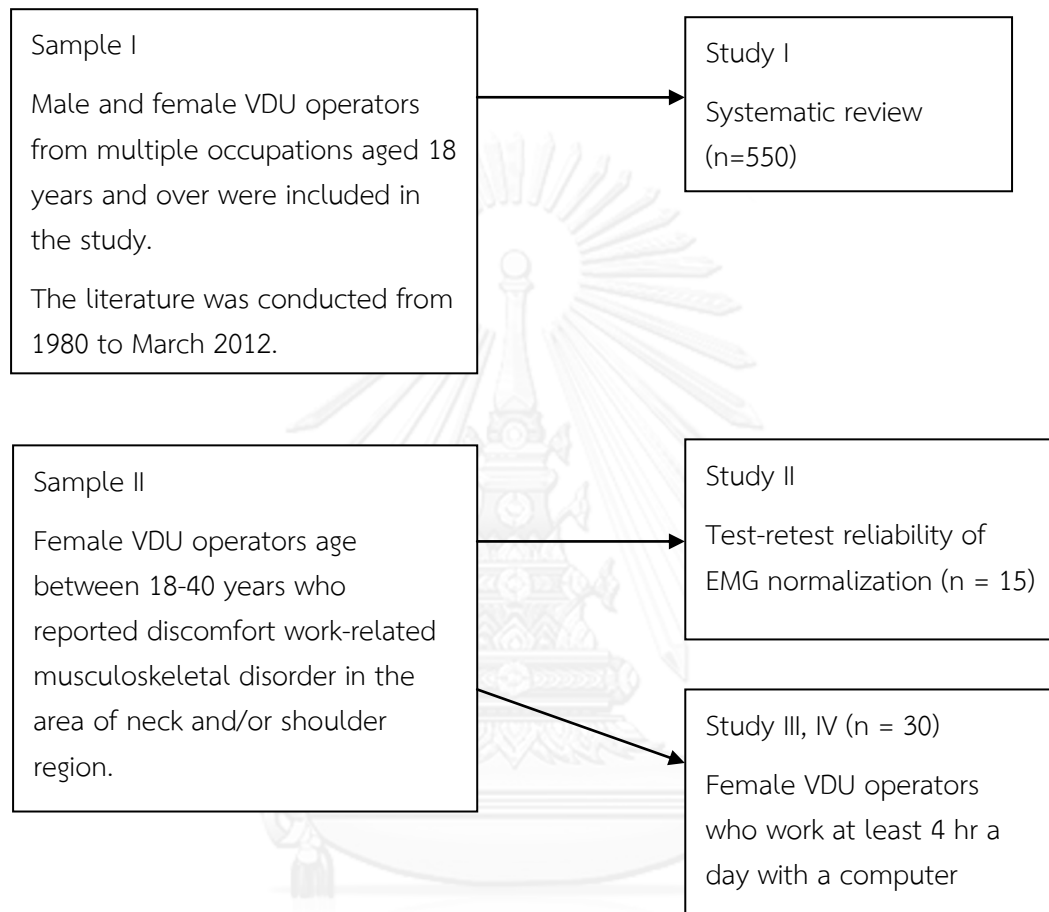 Sample I
Male and female VDU operators
from multiple occupations aged 18
years and over were included in
the study.
The literature was conducted from
1980 to March 2012.
Study I
Systematic review
(n=550)
Sample II
Female VDU operators age
between 18-40 years who
reported discomfort work-related
musculoskeletal disorder in the
area of neck and/or shoulder
region.
Study II
Test-retest reliability of
EMG normalization (n = 15)
Study III, IV (n = 30)
Female VDU operators
who work at least 4 hr a
day with a computer